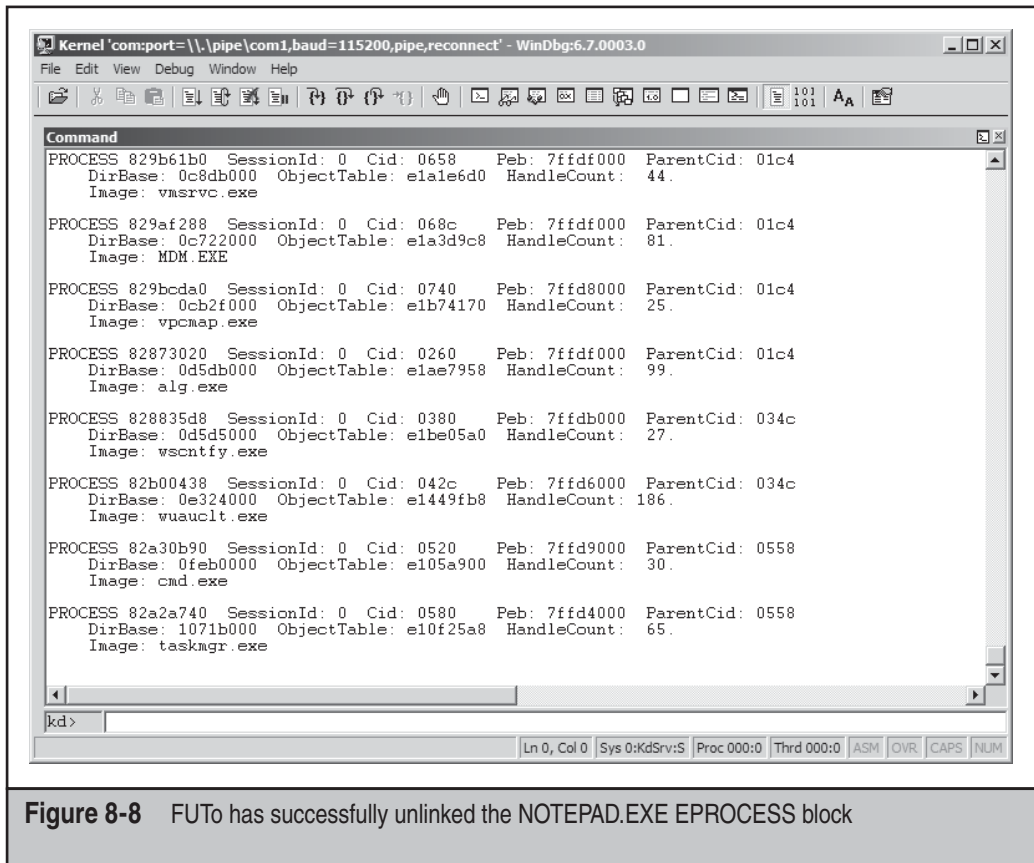 Kernel 'com:port=\\.\pipe\com1,baud=115200,pipe,reconnect' - WinDbg:6.7.0003.0
File Edit View Debug Window Help
Command
PROCESS 829b61b0 SessionId: 0 Cid: 0658 Peb: 7ffdf000 ParentCid: 01c4
DirBase: 0c8db000 ObjectTable: e1a1e6d0 HandleCount: 44.
Image: vmsrvc.exe
PROCESS 829af288 SessionId: 0 Cid: 068c Peb: 7ffdf000 ParentCid: 01c4
DirBase: 0c722000 ObjectTable: e1a3d9c8 HandleCount: 81.
Image: MDM.EXE
PROCESS 829bcda0 SessionId: 0 Cid: 0740 Peb: 7ffd8000 ParentCid: 01c4
DirBase: 0cb2f000 ObjectTable: e1b74170 HandleCount: 25.
Image: vpcmap.exe
PROCESS 82873020 SessionId: 0 Cid: 0260 Peb: 7ffdf000 ParentCid: 01c4
DirBase: 0d5db000 ObjectTable: e1ae7958 HandleCount: 99.
Image: alg.exe
PROCESS 828835d8 SessionId: 0 Cid: 0380 Peb: 7ffdb000 ParentCid: 034c
DirBase: 0d5d5000 ObjectTable: e1be05a0 HandleCount: 27.
Image: wscntfy.exe
PROCESS 82b00438 SessionId: 0 Cid: 042c Peb: 7ffd6000 ParentCid: 034c
DirBase: 0e324000 ObjectTable: e1449fb8 HandleCount: 186.
Image: wuauclt.exe
PROCESS 82a30b90 SessionId: 0 Cid: 0520 Peb: 7ffd9000 ParentCid: 0558
DirBase: 0feb0000 ObjectTable: e105a900 HandleCount: 30.
Image: cmd.exe
PROCESS 82a2a740 SessionId: 0 Cid: 0580 Peb: 7ffd4000 ParentCid: 0558
DirBase: 1071b000 ObjectTable: e10f25a8 HandleCount: 65.
Image: taskmgr.exe
kd>
Ln 0, Col 0 Sys 0:KdSrv:S Proc 000:0 Thrd 000:0 ASM OVR CAPS NUM
Figure 8-8 FUTo has successfully unlinked the NOTEPAD.EXE EPROCESS block